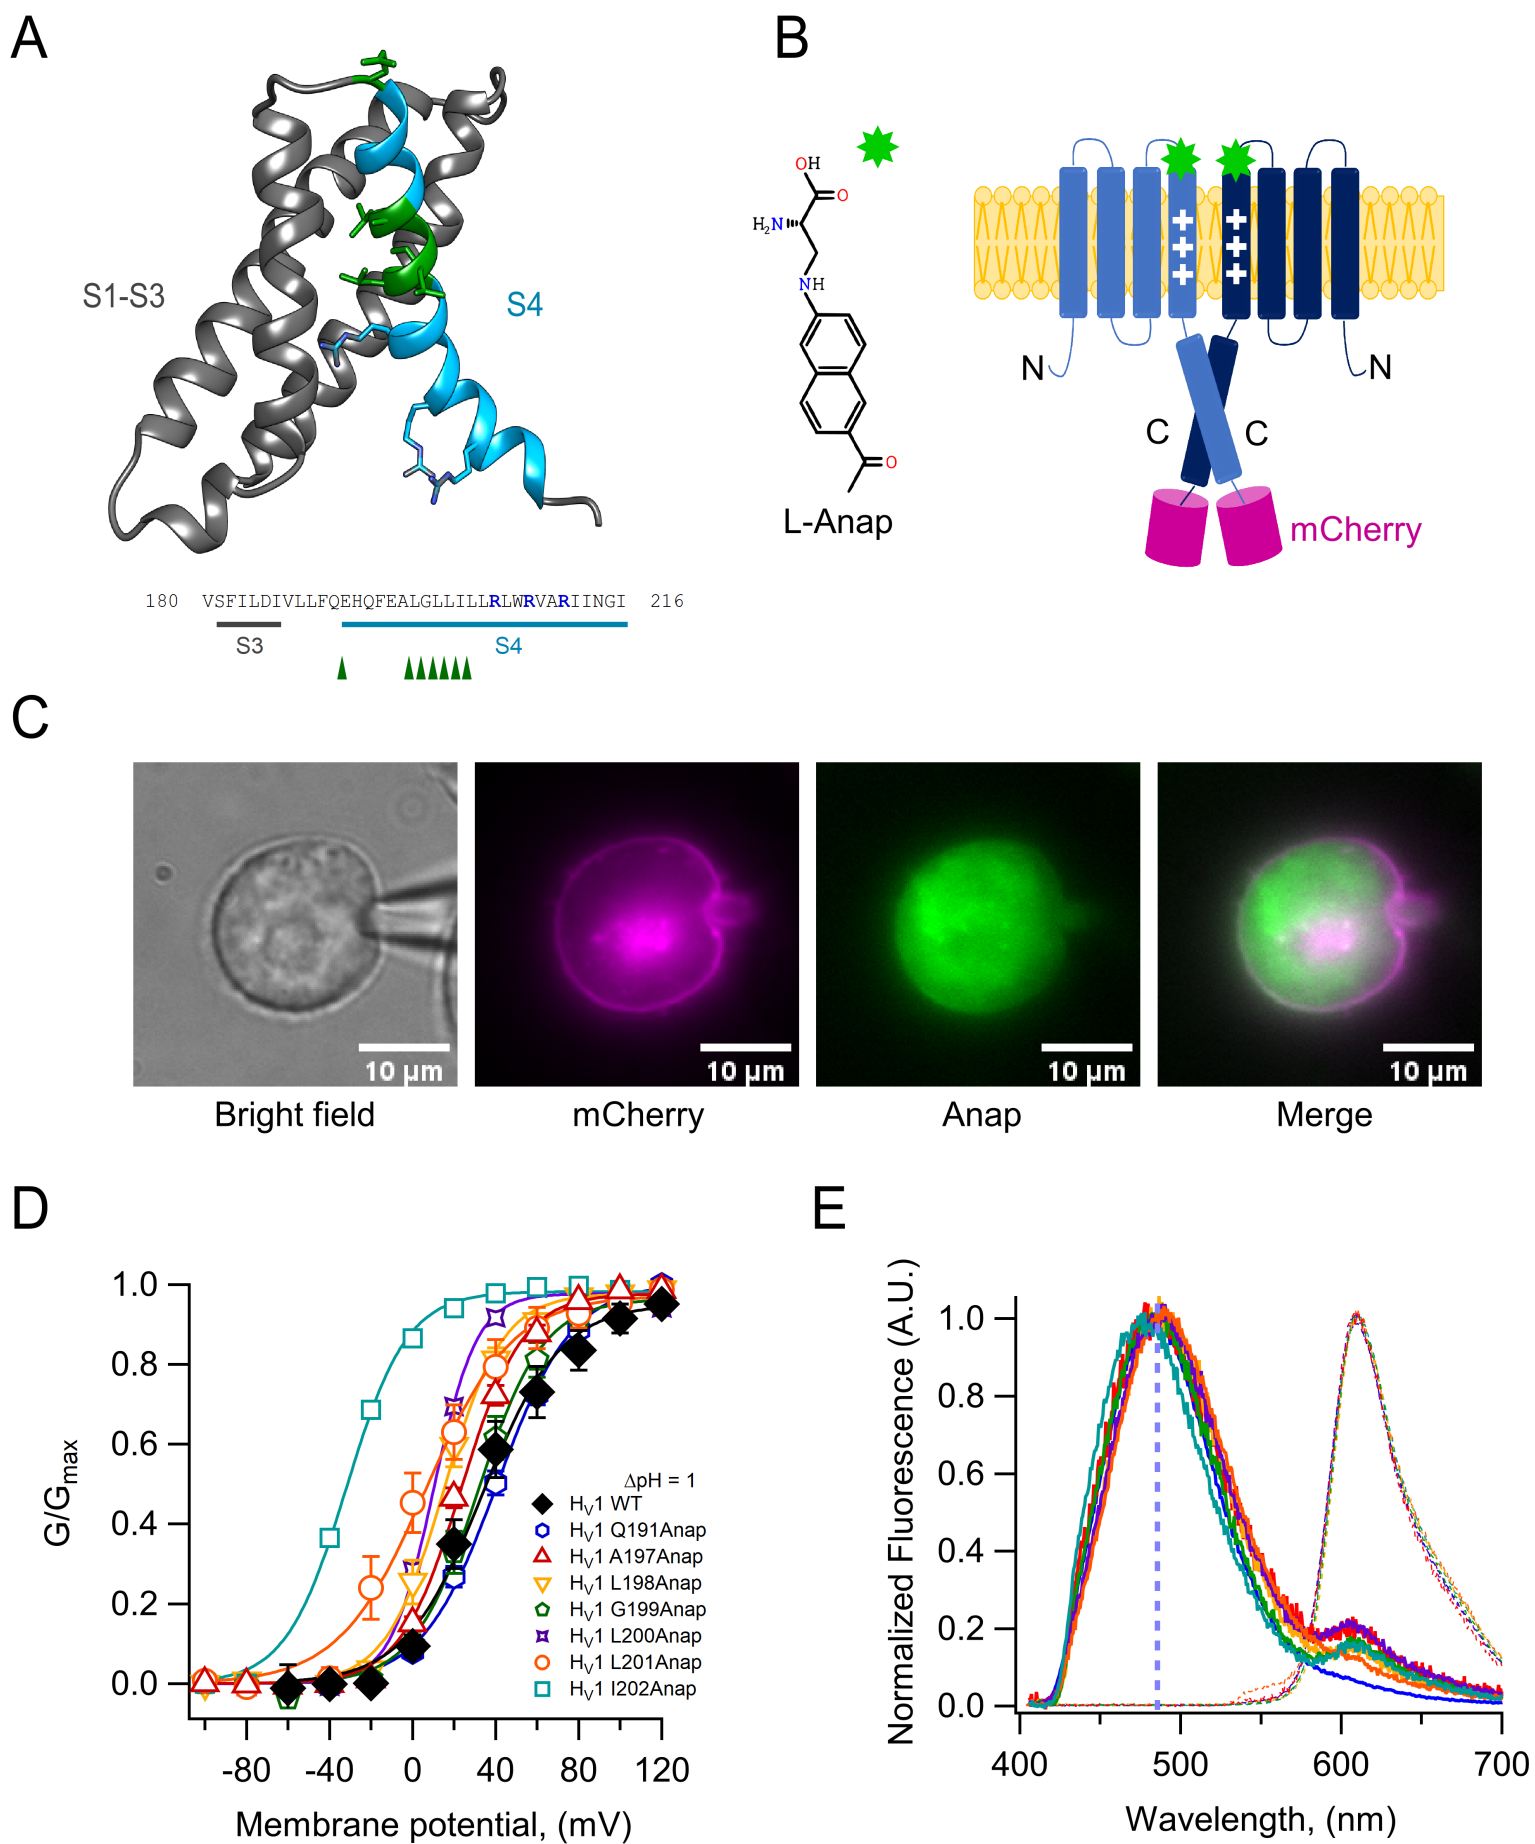 A
S1-S3
S4
180 VSFILDIVLLFQEHQFEALGLLILLRLWRVARIINGI 216
S3 S4
B
OH
O
H2N
NH
O
L-Anap
N N
C C
mCherry
C
10 µm 10 µm 10 µm 10 µm
Bright field mCherry Anap Merge
D
G/Gmax
1.0
0.8
0.6
0.4
0.2
0.0
ΔpH = 1
HV1 WT
HV1 Q191Anap
HV1 A197Anap
HV1 L198Anap
HV1 G199Anap
HV1 L200Anap
HV1 L201Anap
HV1 I202Anap
-80 -40 0 40 80 120
Membrane potential, (mV)
E
Normalized Fluorescence (A.U.)
1.0
0.8
0.6
0.4
0.2
0.0
400 500 600 700
Wavelength, (nm)